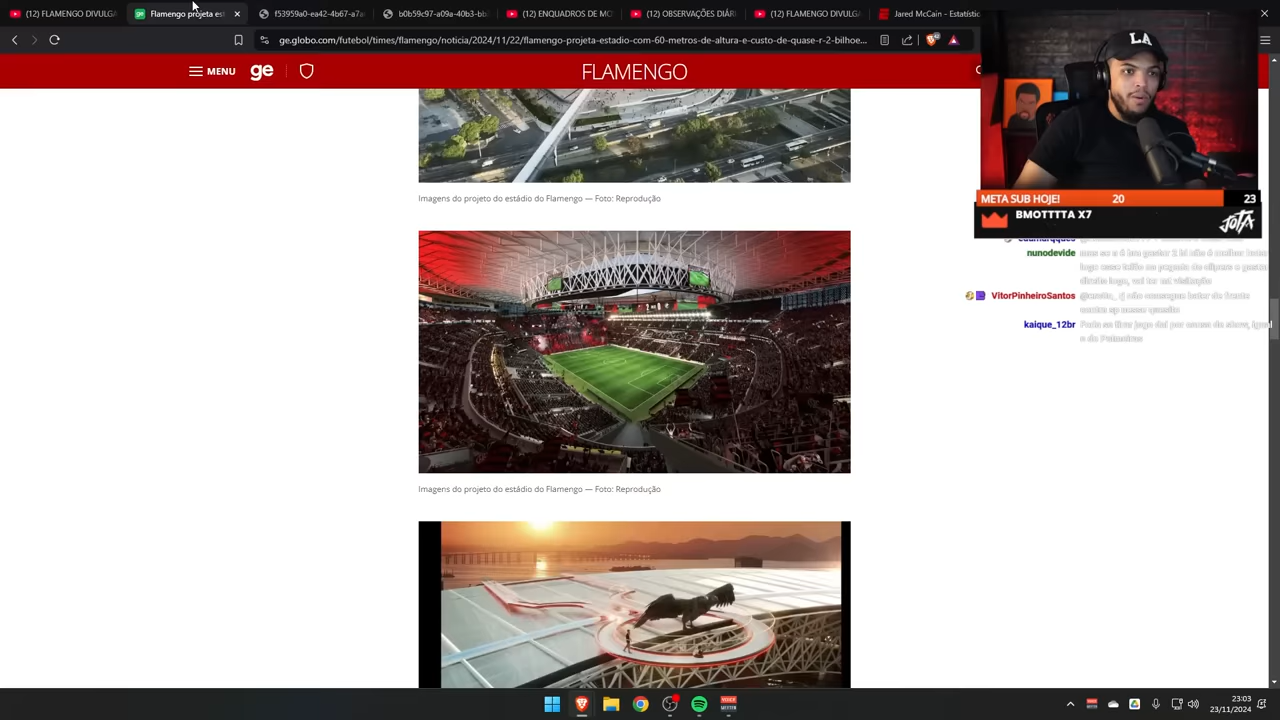 (12) FLAMENGO DIVULGA
Flamengo projeta es
f53959a0-ea42-4b67-a7a
b0b59c97-a09a-40b3-bb
(12) ENQUADROS DE MO
(12) OBSERVAÇÕES DIÁRI
(12) FLAMENGO DIVULGA
Jared McCain - Estatístic
ge.globo.com/futebol/times/flamengo/noticia/2024/11/22/flamengo-projeta-estadio-com-60-metros-de-altura-e-custo-de-quase-r-2-bilhoe...
MENU
ge
FLAMENGO
LA
Imagens do projeto do estádio do Flamengo — Foto: Reprodução
META SUB HOJE! 20 23
BMOTTTTA X7
JOTA
nunodevide
VitorPinheiroSantos
kaique_12br
Imagens do projeto do estádio do Flamengo — Foto: Reprodução
23:03
23/11/2024